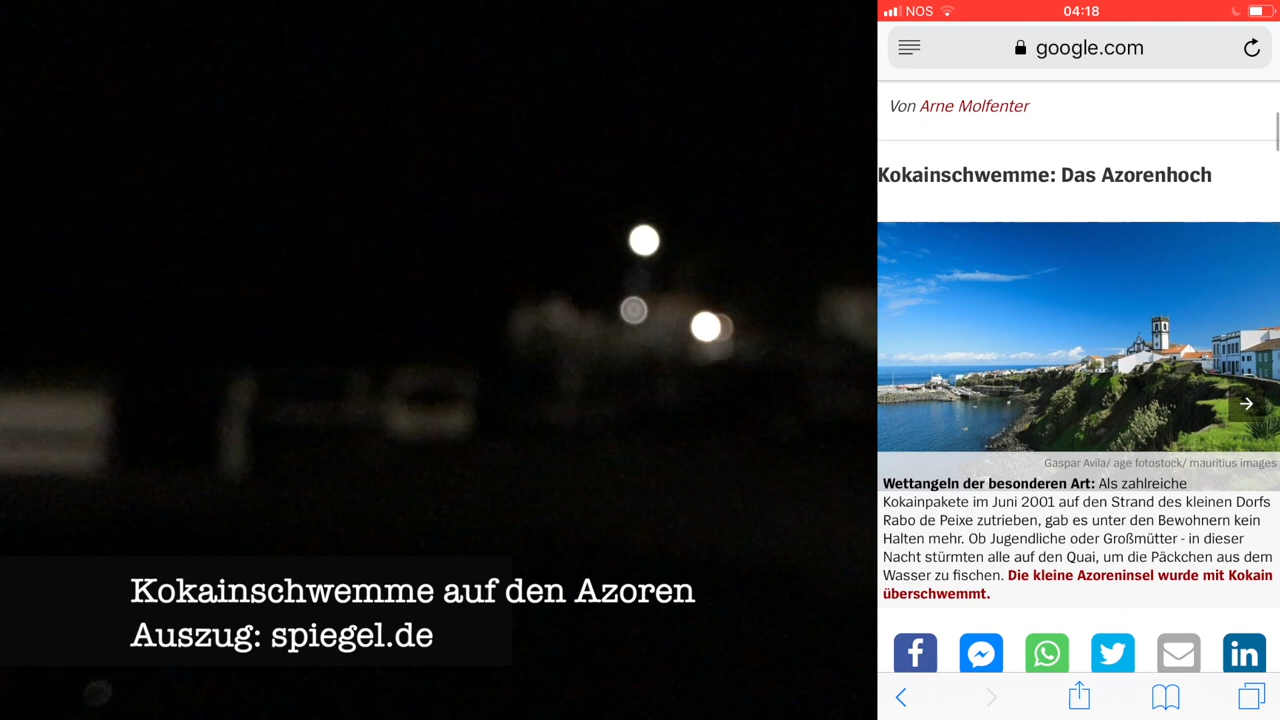 NOS
04:18
google.com
Von Arne Molfenter
Kokainschwemme: Das Azorenhoch
Gaspar Avila/ age fotostock/ mauritius images
Wettangeln der besonderen Art: Als zahlreiche
Kokainpakete im Juni 2001 auf den Strand des kleinen Dorfs
Rabo de Peixe zutrieben, gab es unter den Bewohnern kein
Halten mehr. Ob Jugendliche oder Großmütter - in dieser
Nacht stürmten alle auf den Quai, um die Päckchen aus dem
Wasser zu fischen. Die kleine Azoreninsel wurde mit Kokain
überschwemmt.
Kokainschwemme auf den Azoren
Auszug: spiegel.de